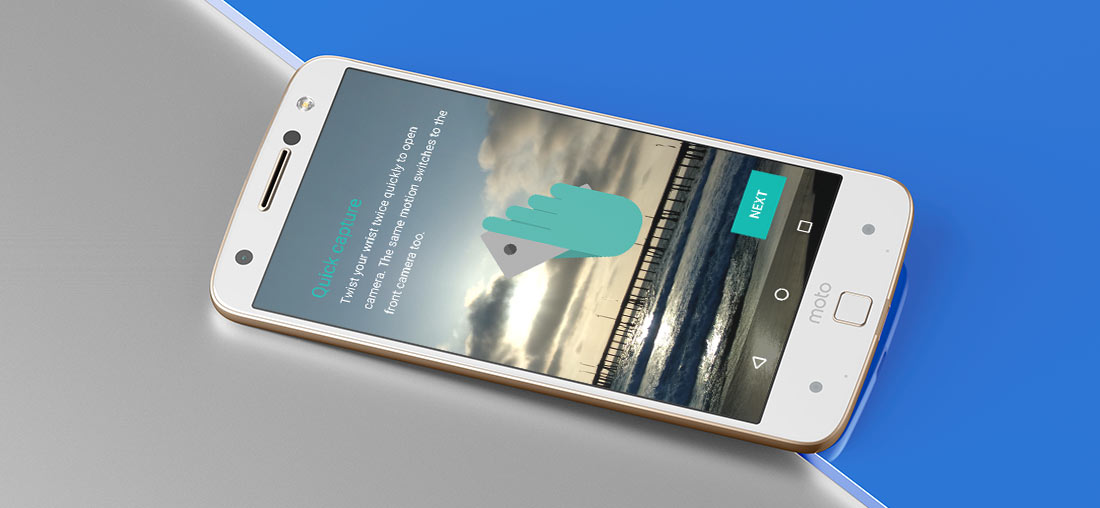 Quick capture
Twist your wrist twice quickly to open
camera. The same motion switches to the
front camera too.
NEXT
moto